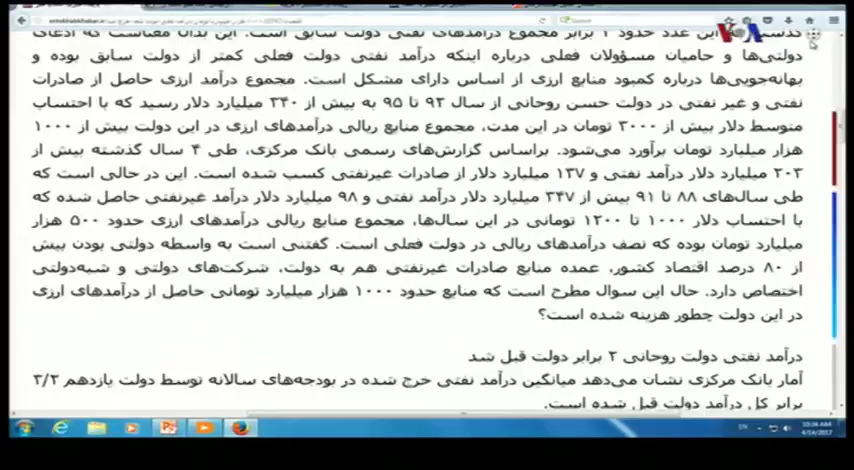 این عدد حدود ۲ برابر مجموع درآمدهای نفتی دولت سابق است. این بدان معناست که ادعای
دولتی‌ها و حامیان مسؤولان فعلی درباره اینکه درآمد نفتی دولت فعلی کمتر از دولت سابق بوده و
بهانه‌جویی‌ها درباره کمبود منابع ارزی از اساس دارای مشکل است. مجموع درآمد ارزی حاصل از صادرات
نفتی و غیر نفتی در دولت حسن روحانی از سال ۹۲ تا ۹۵ به بیش از ۳۴۰ میلیارد دلار رسید که با احتساب
متوسط دلار بیش از ۳۰۰۰ تومان در این مدت، مجموع منابع ریالی درآمدهای ارزی در این دولت بیش از ۱۰۰۰
هزار میلیارد تومان برآورد می‌شود. براساس گزارش‌های رسمی بانک مرکزی، طی ۴ سال گذشته بیش از
۲۰۳ میلیارد دلار درآمد نفتی و ۱۳۷ میلیارد دلار از صادرات غیرنفتی کسب شده است. این در حالی است که
طی سال‌های ۸۸ تا ۹۱ بیش از ۳۴۷ میلیارد دلار درآمد نفتی و ۹۸ میلیارد دلار درآمد غیرنفتی حاصل شده که
با احتساب دلار ۱۰۰۰ تا ۱۲۰۰ تومانی در این سال‌ها، مجموع منابع ریالی درآمدهای ارزی حدود ۵۰۰ هزار
میلیارد تومان بوده که نصف درآمدهای ریالی در دولت فعلی است. گفتنی است به واسطه دولتی بودن بیش
از ۸۰ درصد اقتصاد کشور، عمده منابع صادرات غیرنفتی هم به دولت، شرکت‌های دولتی و شبه‌دولتی
اختصاص دارد. حال این سوال مطرح است که منابع حدود ۱۰۰۰ هزار میلیارد تومانی حاصل از درآمدهای ارزی
در این دولت چطور هزینه شده است؟
درآمد نفتی دولت روحانی ۲ برابر دولت قبل شد
آمار بانک مرکزی نشان می‌دهد میانگین درآمد نفتی خرج شده در بودجه‌های سالانه توسط دولت یازدهم ۲/۲
برابر کل درآمد دولت قبل شده است.
VOA
Search
EN
10:34 AM
4/14/2017